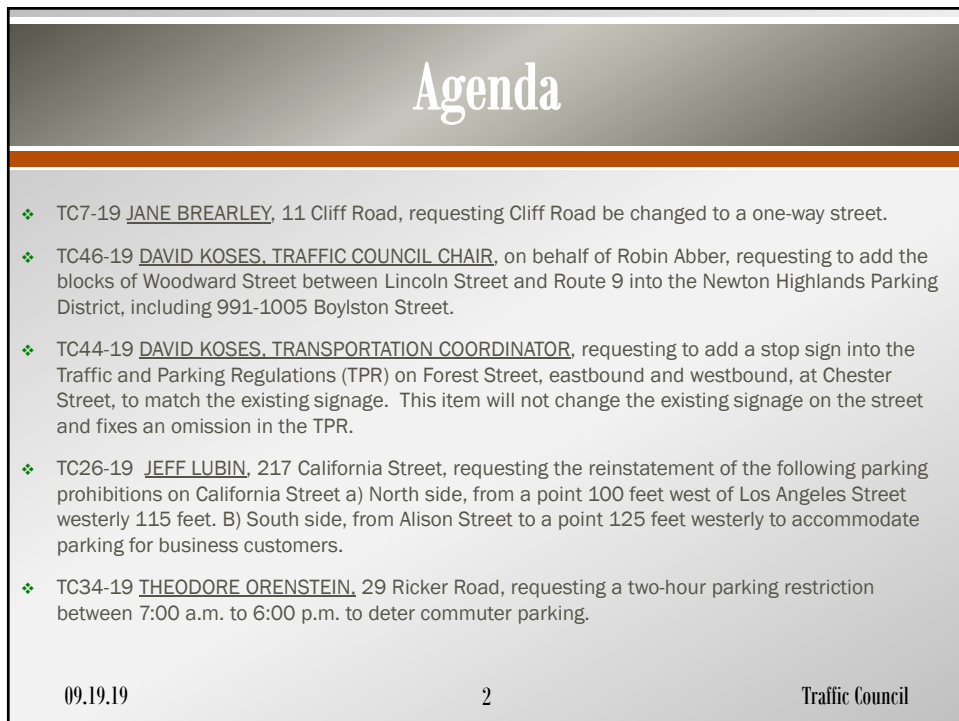 Agenda
❖ TC7-19 JANE BREARLEY, 11 Cliff Road, requesting Cliff Road be changed to a one-way street.
❖ TC46-19 DAVID KOSES, TRAFFIC COUNCIL CHAIR, on behalf of Robin Abber, requesting to add the
blocks of Woodward Street between Lincoln Street and Route 9 into the Newton Highlands Parking
District, including 991-1005 Boylston Street.
❖ TC44-19 DAVID KOSES, TRANSPORTATION COORDINATOR, requesting to add a stop sign into the
Traffic and Parking Regulations (TPR) on Forest Street, eastbound and westbound, at Chester
Street, to match the existing signage. This item will not change the existing signage on the street
and fixes an omission in the TPR.
❖ TC26-19 JEFF LUBIN, 217 California Street, requesting the reinstatement of the following parking
prohibitions on California Street a) North side, from a point 100 feet west of Los Angeles Street
westerly 115 feet. B) South side, from Alison Street to a point 125 feet westerly to accommodate
parking for business customers.
❖ TC34-19 THEODORE ORENSTEIN, 29 Ricker Road, requesting a two-hour parking restriction
between 7:00 a.m. to 6:00 p.m. to deter commuter parking.
09.19.19 2 Traffic Council